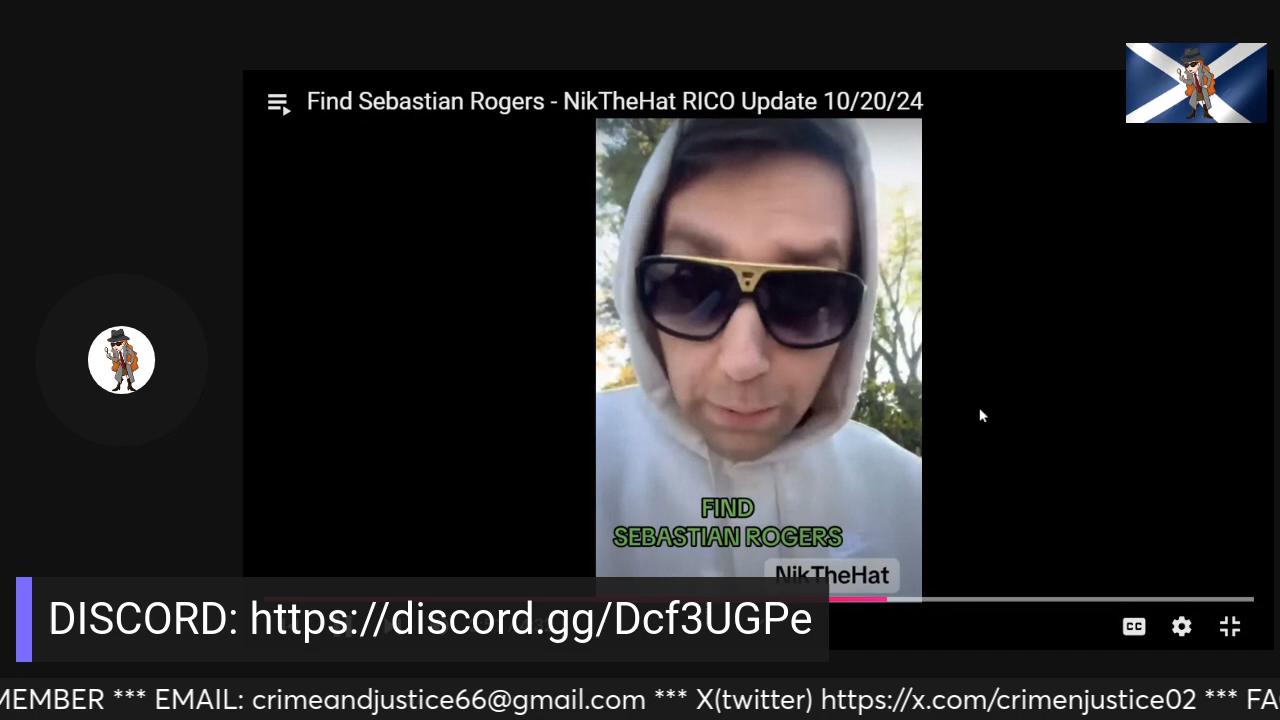 Find Sebastian Rogers - NikTheHat RICO Update 10/20/24
FIND
SEBASTIAN ROGERS
NikTheHat
DISCORD: https://discord.gg/Dcf3UGPe
CC
MEMBER *** EMAIL: crimeandjustice66@gmail.com *** X(twitter) https://x.com/crimenjustice02 *** FA